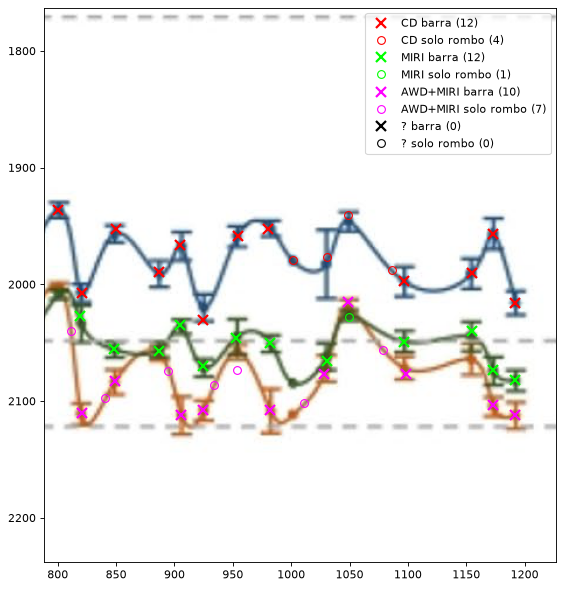 CD barra (12)
CD solo rombo (4)
MIRI barra (12)
MIRI solo rombo (1)
AWD+MIRI barra (10)
AWD+MIRI solo rombo (7)
? barra (0)
? solo rombo (0)
1800
1900
2000
2100
2200
800 850 900 950 1000 1050 1100 1150 1200